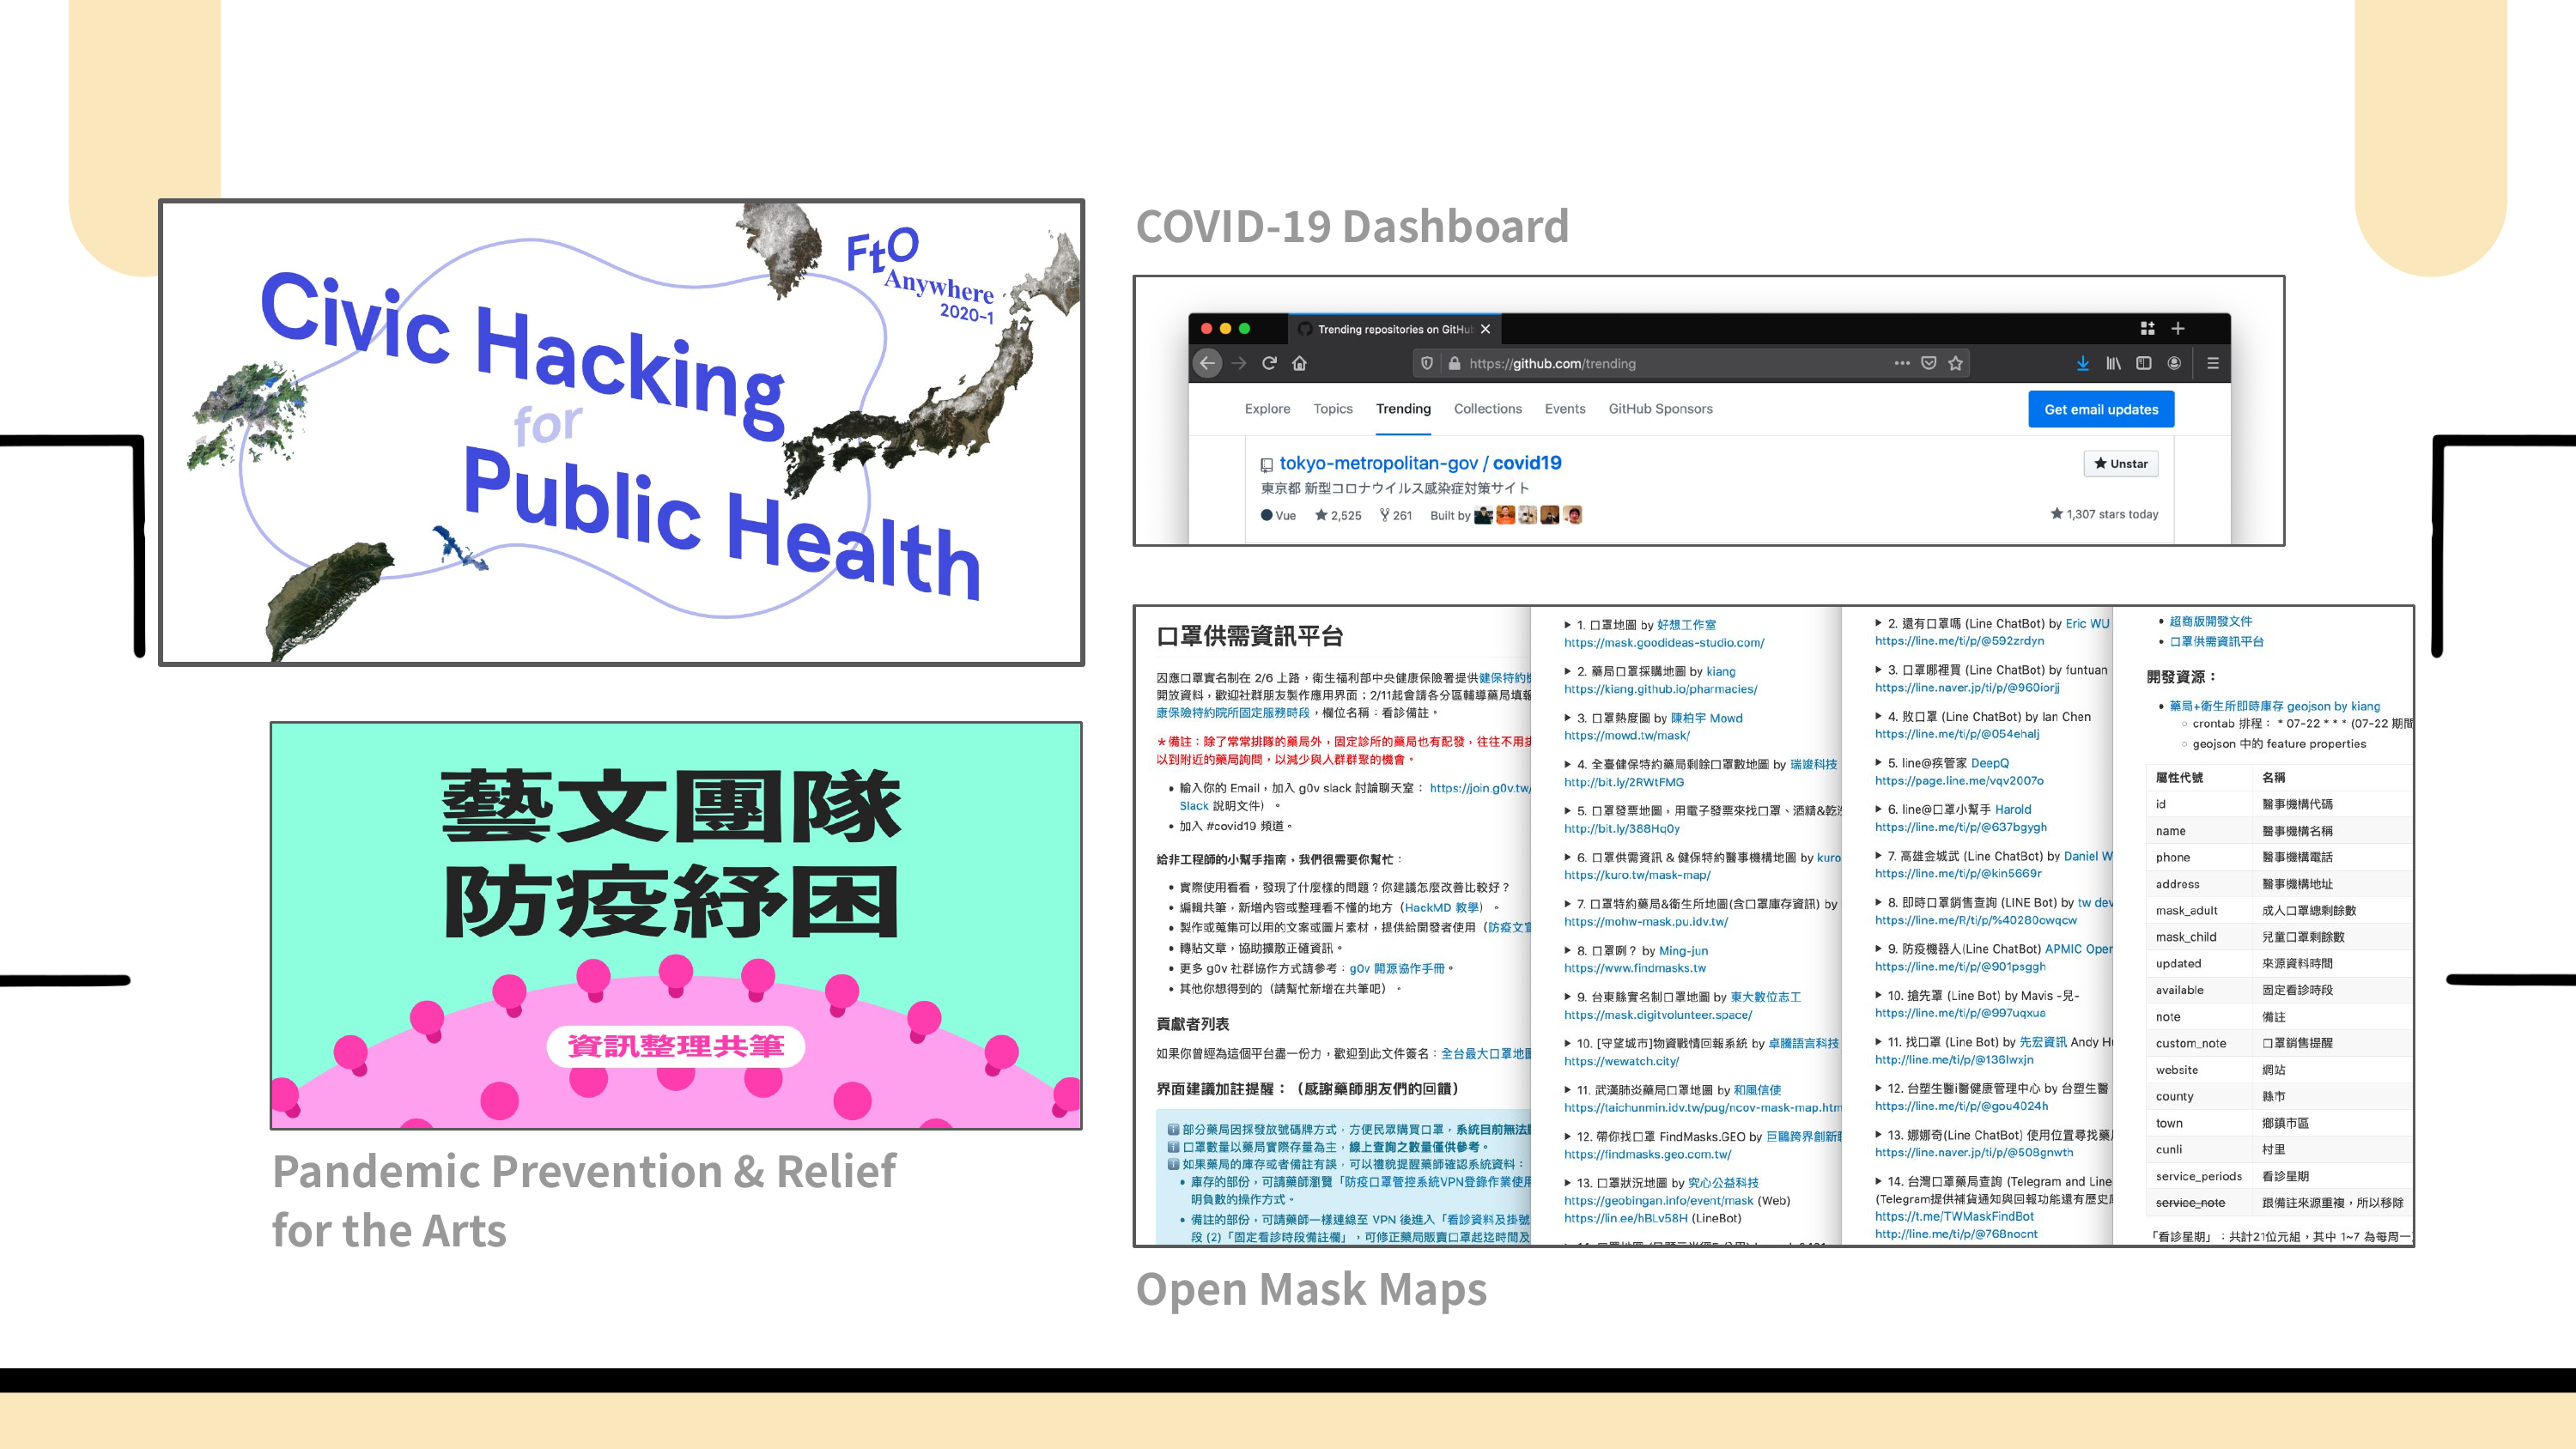 Civic Hacking
for
Public Health
FtO
Anywhere
2020-1
藝文團隊
防疫紓困
資訊整理共筆
Pandemic Prevention & Relief
for the Arts
COVID-19 Dashboard
Trending repositories on GitHu
https://github.com/trending
Explore Topics Trending Collections Events GitHub Sponsors
Get email updates
tokyo-metropolitan-gov / covid19
Unstar
東京都 新型コロナウイルス感染症対策サイト
Vue 2,525 261 Built by
1,307 stars today
口罩供需資訊平台
因應口罩實名制在 2/6 上路，衛生福利部中央健康保險署提供健保特約
開放資料，歡迎社群朋友製作應用界面；2/11起會請各分區輔導藥局填報
康保險特約院所固定服務時段，欄位名稱：看診備註。
＊備註：除了常常排隊的藥局外，固定診所的藥局也有配發，往往不用
以到附近的藥局詢問，以減少與人群群聚的機會。
• 輸入你的 Email，加入 g0v slack 討論聊天室： https://join.g0v.tw/
Slack 說明文件） 。
• 加入 #covid19 頻道。
給非工程師的小幫手指南，我們很需要你幫忙：
• 實際使用看看，發現了什麼樣的問題？你建議怎麼改善比較好？
• 編輯共筆，新增內容或整理看不懂的地方（HackMD 教學） 。
• 製作或蒐集可以用的文案或圖片素材，提供給開發者使用（防疫文
• 轉貼文章，協助擴散正確資訊。
• 更多 g0v 社群協作方式請參考：g0v 開源協作手冊。
• 其他你想得到的（請幫忙新增在共筆吧） 。
貢獻者列表
如果你曾經為這個平台盡一份力，歡迎到此文件簽名：全台最大口罩地
界面建議加註提醒：（感謝藥師朋友們的回饋）
部分藥局因採發放號碼牌方式，方便民眾購買口罩，系統目前無法
口罩數量以藥局實際存量為主，線上查詢之數量僅供參考。
如果藥局的庫存或者備註有誤，可以禮貌提醒藥師確認系統資料：
• 庫存的部份，可請藥師瀏覽「防疫口罩管控系統VPN登錄作業使用
明負數的操作方式。
• 備註的部份，可請藥師一樣連線至 VPN 後進入「看診資料及掛號
段 (2)「固定看診時段備註欄」，可修正藥局販賣口罩起迄時間及
▶ 1. 口罩地圖 by 好想工作室
https://mask.goodideas-studio.com/
▶ 2. 藥局口罩採購地圖 by kiang
https://kiang.github.io/pharmacies/
▶ 3. 口罩熱度圖 by 陳柏宇 Mowd
https://mowd.tw/mask/
▶ 4. 全臺健保特約藥局剩餘口罩數地圖 by 瑞竣科技
http://bit.ly/2RWtFMG
▶ 5. 口罩發票地圖，用電子發票來找口罩、酒精&乾
http://bit.ly/388Hq0y
▶ 6. 口罩供需資訊 & 健保特約醫事機構地圖 by kuro
https://kuro.tw/mask-map/
▶ 7. 口罩特約藥局&衛生所地圖(含口罩庫存資訊) by
https://mohw-mask.pu.idv.tw/
▶ 8. 口罩咧？ by Ming-jun
https://www.findmasks.tw
▶ 9. 台東縣實名制口罩地圖 by 東大數位志工
https://mask.digitvolunteer.space/
▶ 10. [守望城市]物資戰情回報系統 by 卓騰語言科技
https://wewatch.city/
▶ 11. 武漢肺炎藥局口罩地圖 by 和風信使
https://taichunmin.idv.tw/pug/ncov-mask-map.htm
▶ 12. 帶你找口罩 FindMasks.GEO by 巨鷗跨界創新
https://findmasks.geo.com.tw/
▶ 13. 口罩狀況地圖 by 究心公益科技
https://geobingan.info/event/mask (Web)
https://lin.ee/hBLv58H (LineBot)
▶ 2. 還有口罩嗎 (Line ChatBot) by Eric WU
https://line.me/ti/p/@592zrdyn
▶ 3. 口罩哪裡買 (Line ChatBot) by funtuan
https://line.naver.jp/ti/p/@960iorjj
▶ 4. 敗口罩 (Line ChatBot) by Ian Chen
https://line.me/ti/p/@054ehalj
▶ 5. line@疾管家 DeepQ
https://page.line.me/vqv2007o
▶ 6. line@口罩小幫手 Harold
https://line.me/ti/p/@637bgygh
▶ 7. 高雄金城武 (Line ChatBot) by Daniel W
https://line.me/ti/p/@kin5669r
▶ 8. 即時口罩銷售查詢 (LINE Bot) by tw dev
https://line.me/R/ti/p/%40280owqcw
▶ 9. 防疫機器人(Line ChatBot) APMIC Oper
https://line.me/ti/p/@901psggh
▶ 10. 搶先罩 (Line Bot) by Mavis -兒-
https://line.me/ti/p/@997uqxua
▶ 11. 找口罩 (Line Bot) by 先宏資訊 Andy H
http://line.me/ti/p/@136lwxjn
▶ 12. 台塑生醫i醫健康管理中心 by 台塑生醫
https://line.me/ti/p/@gou4024h
▶ 13. 娜娜奇(Line ChatBot) 使用位置尋找藥
https://line.naver.jp/ti/p/@508gnwth
▶ 14. 台灣口罩藥局查詢 (Telegram and Line
(Telegram提供補貨通知與回報功能還有歷史
https://t.me/TWMaskFindBot
http://line.me/ti/p/@768nocnt
• 超商版開發文件
• 口罩供需資訊平台
開發資源：
• 藥局+衛生所即時庫存 geojson by kiang
◦ crontab 排程： * 07-22 * * * (07-22 期間
◦ geojson 中的 feature properties
屬性代號 名稱
id 醫事機構代碼
name 醫事機構名稱
phone 醫事機構電話
address 醫事機構地址
mask_adult 成人口罩總剩餘數
mask_child 兒童口罩剩餘數
updated 來源資料時間
available 固定看診時段
note 備註
custom_note 口罩銷售提醒
website 網站
county 縣市
town 鄉鎮市區
cunli 村里
service_periods 看診星期
service_note 跟備註來源重複，所以移除
「看診星期」：共計21位元組，其中 1~7 為每周一
Open Mask Maps